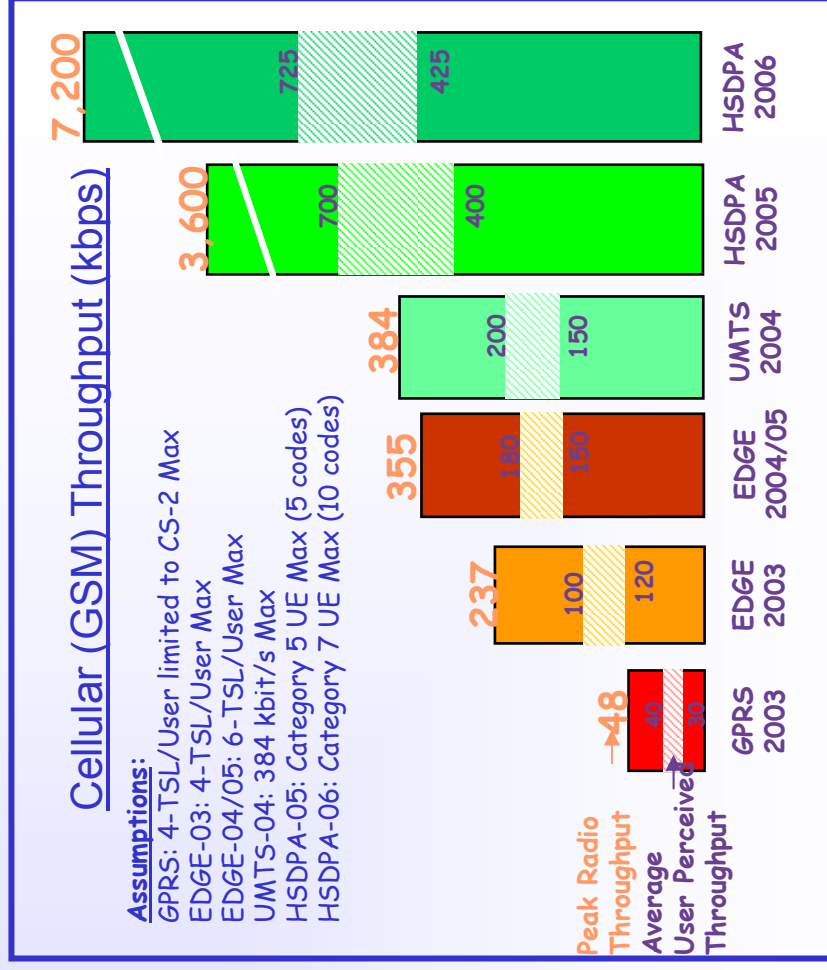 Cellular (GSM) Throughput (kbps)
Assumptions:
GPRS: 4-TSL/User limited to CS-2 Max
EDGE-03: 4-TSL/User Max
EDGE-04/05: 6-TSL/User Max
UMTS-04: 384 kbit/s Max
HSDPA-05: Category 5 UE Max (5 codes)
HSDPA-06: Category 7 UE Max (10 codes)
Peak Radio
Throughput
Average
User Perceived
Throughput
48
40
30
GPRS
2003
237
100
120
EDGE
2003
355
180
150
EDGE
2004/05
384
200
150
UMTS
2004
3,600
700
400
HSDPA
2005
7,200
725
425
HSDPA
2006